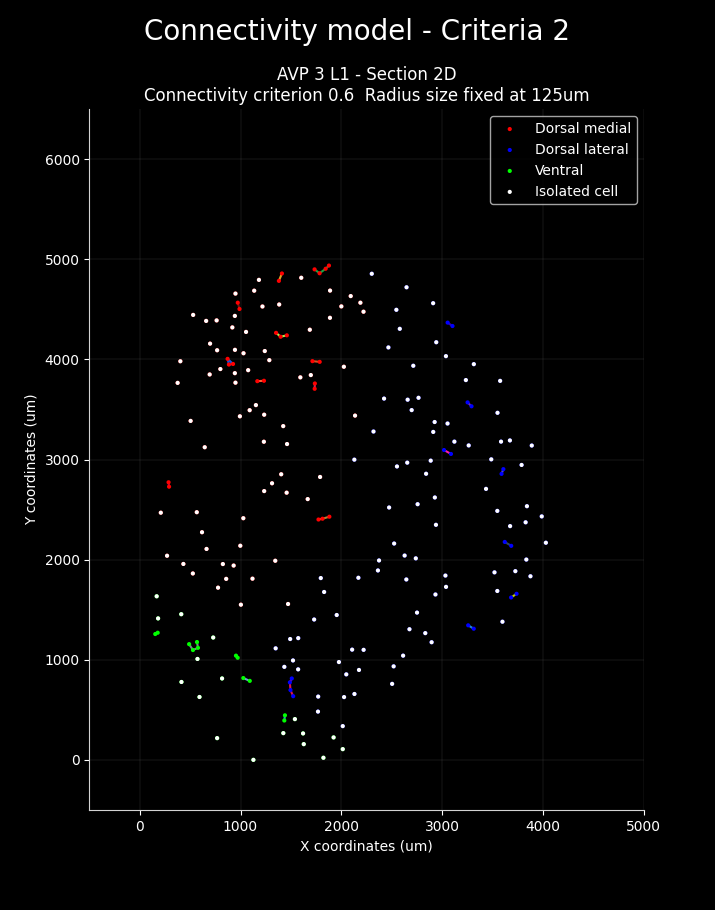 Connectivity model - Criteria 2
AVP 3 L1 - Section 2D
Connectivity criterion 0.6  Radius size fixed at 125um
Dorsal medial
Dorsal lateral
Ventral
Isolated cell
6000
5000
4000
3000
2000
1000
0
Y coordinates (um)
0 1000 2000 3000 4000 5000
X coordinates (um)